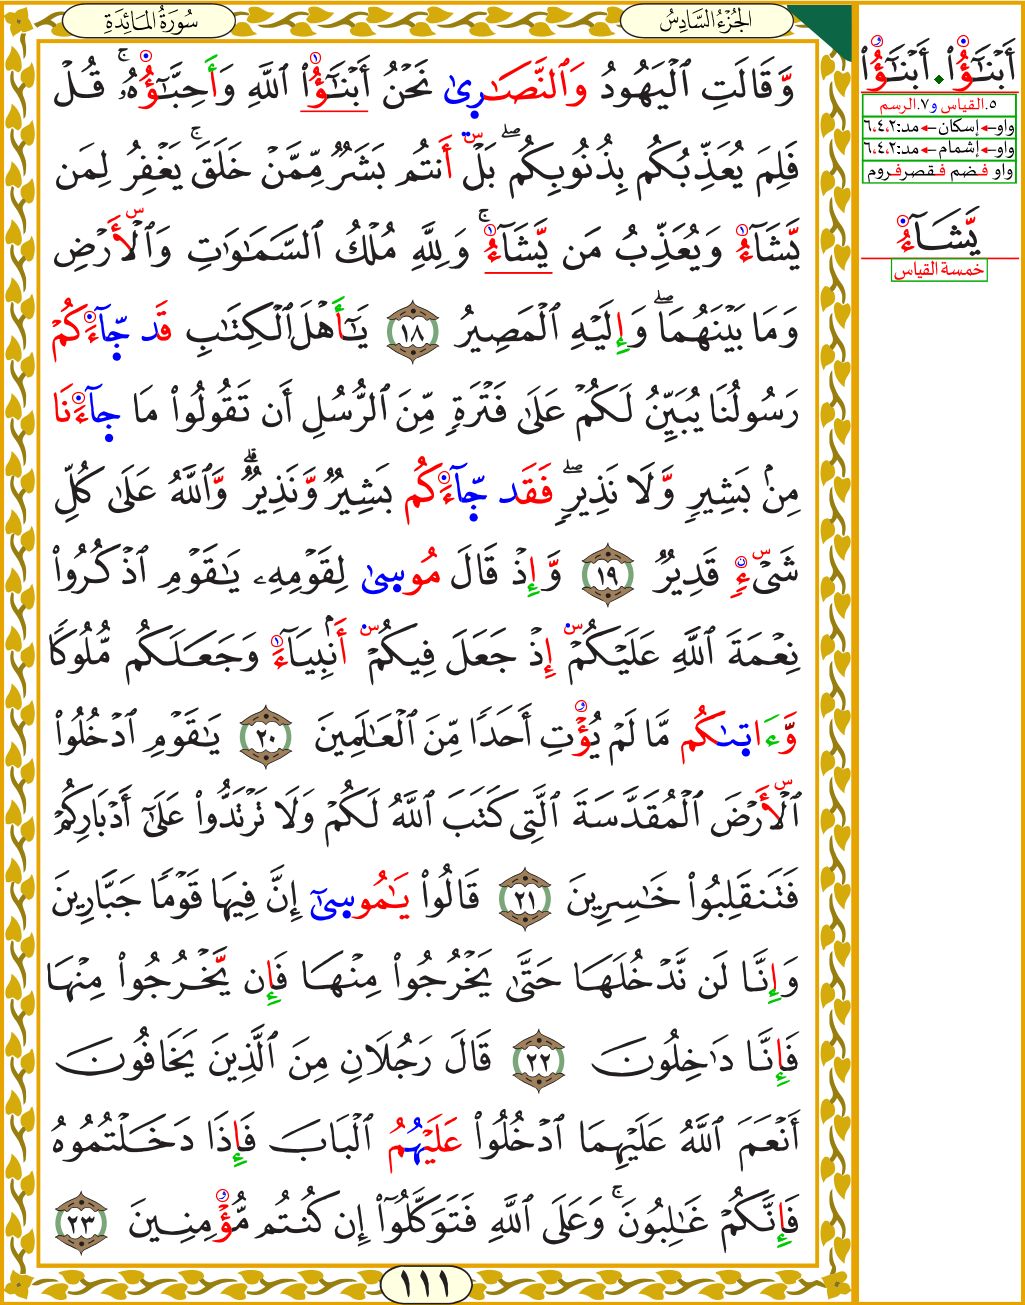 الجُزْءُ السَّادِسُ
سُورَةُ المَائِدَةِ
وَّقَالَتِ ٱلْيَهُودُ وَٱلنَّصَٰرِىٰ نَحْنُ أَبْنَٰٓؤُا۟ ٱللَّهِ وَأَحِبَّٰٓؤُهُۥ ۚ قُلْ
فَلِمَ يُعَذِّبُكُم بِذُنُوبِكُم ۖ بَلْ أَنتُم بَشَرٌ مِّمَّنْ خَلَقَ ۚ يَغْفِرُ لِمَن
يَّشَآءُ وَيُعَذِّبُ مَن يَّشَآءُ ۚ وَلِلَّهِ مُلْكُ ٱلسَّمَٰوَٰتِ وَٱلْأَرْضِ
وَمَا بَيْنَهُمَا ۖ وَإِلَيْهِ ٱلْمَصِيرُ ١٨ يَٰٓأَهْلَ ٱلْكِتَٰبِ قَد جَّآءَكُمْ
رَسُولُنَا يُبَيِّنُ لَكُمْ عَلَىٰ فَتْرَةٍ مِّنَ ٱلرُّسُلِ أَن تَقُولُوا۟ مَا جَآءَنَا
مِنۢ بَشِيرٍ وَّلَا نَذِيرٍ ۖ فَقَد جَّآءَكُم بَشِيرٌ وَّنَذِيرٌ ۗ وَّٱللَّهُ عَلَىٰ كُلِّ
شَىْءٍ قَدِيرٌ ١٩ وَّإِذْ قَالَ مُوسِىٰ لِقَوْمِهِۦ يَٰقَوْمِ ٱذْكُرُوا۟
نِعْمَةَ ٱللَّهِ عَلَيْكُمْ إِذْ جَعَلَ فِيكُمْ أَنۢبِيَآءَ وَجَعَلَكُم مُّلُوكًا
وَّءَاتِىٰكُم مَّا لَمْ يُؤْتِ أَحَدًا مِّنَ ٱلْعَٰلَمِينَ ٢٠ يَٰقَوْمِ ٱدْخُلُوا۟
ٱلْأَرْضَ ٱلْمُقَدَّسَةَ ٱلَّتِى كَتَبَ ٱللَّهُ لَكُمْ وَلَا تَرْتَدُّوا۟ عَلَىٰٓ أَدْبَارِكُمْ
فَتَنقَلِبُوا۟ خَٰسِرِينَ ٢١ قَالُوا۟ يَٰمُوسِىٰٓ إِنَّ فِيهَا قَوْمًا جَبَّارِينَ
وَإِنَّا لَن نَّدْخُلَهَا حَتَّىٰ يَخْرُجُوا۟ مِنْهَا فَإِن يَّخْرُجُوا۟ مِنْهَا
فَإِنَّا دَٰخِلُونَ ٢٢ قَالَ رَجُلَانِ مِنَ ٱلَّذِينَ يَخَافُونَ
أَنْعَمَ ٱللَّهُ عَلَيْهِمَا ٱدْخُلُوا۟ عَلَيْهُمُ ٱلْبَابَ فَإِذَا دَخَلْتُمُوهُ
فَإِنَّكُمْ غَٰلِبُونَ ۚ وَعَلَى ٱللَّهِ فَتَوَكَّلُوٓا۟ إِن كُنتُم مُّؤْمِنِينَ ٢٣
١١١
أَبْنَٰٓؤُا۟ أَبْنَٰٓؤُا۟
٥.القياس و٧.الرسم
واو←إسكان←مد:٢،٤،٦
واو←إشمام←مد:٢،٤،٦
واو فـضم فـقصرفـروم
يَّشَآءُ
خمسة القياس